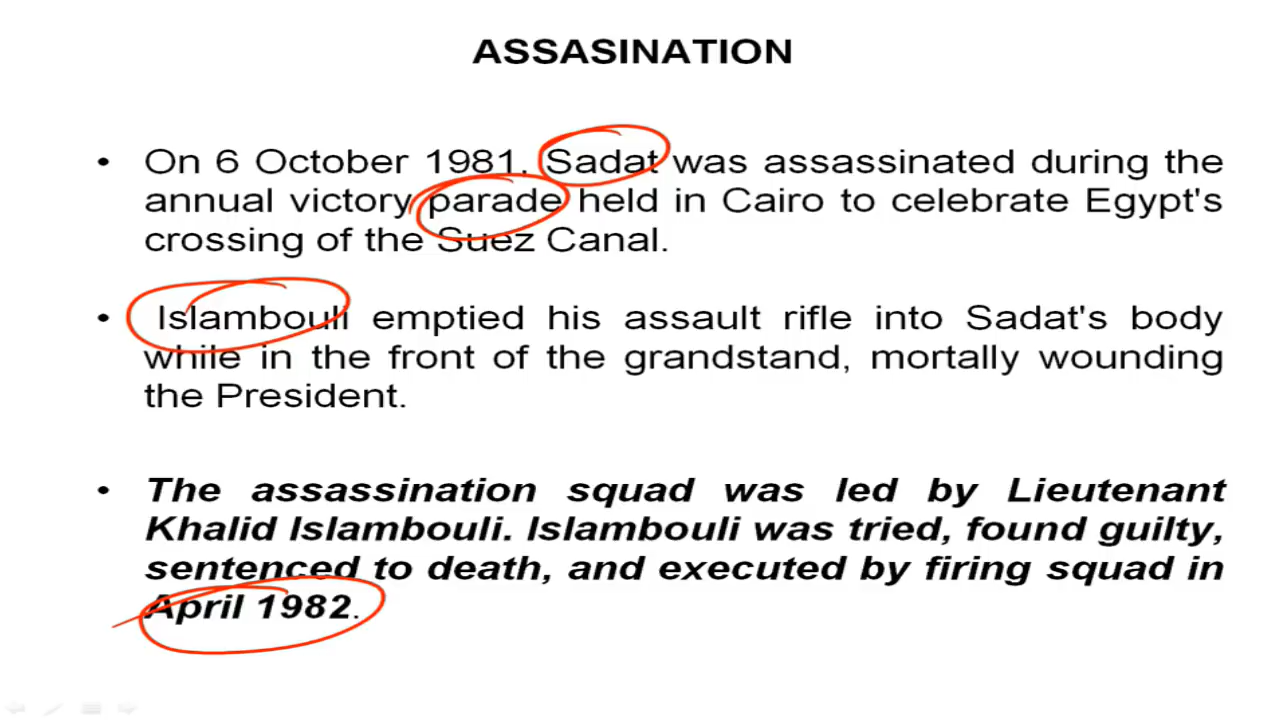 ASSASINATION
• On 6 October 1981, Sadat was assassinated during the
annual victory parade held in Cairo to celebrate Egypt's
crossing of the Suez Canal.
• Islambouli emptied his assault rifle into Sadat's body
while in the front of the grandstand, mortally wounding
the President.
• The assassination squad was led by Lieutenant
Khalid Islambouli. Islambouli was tried, found guilty,
sentenced to death, and executed by firing squad in
April 1982.